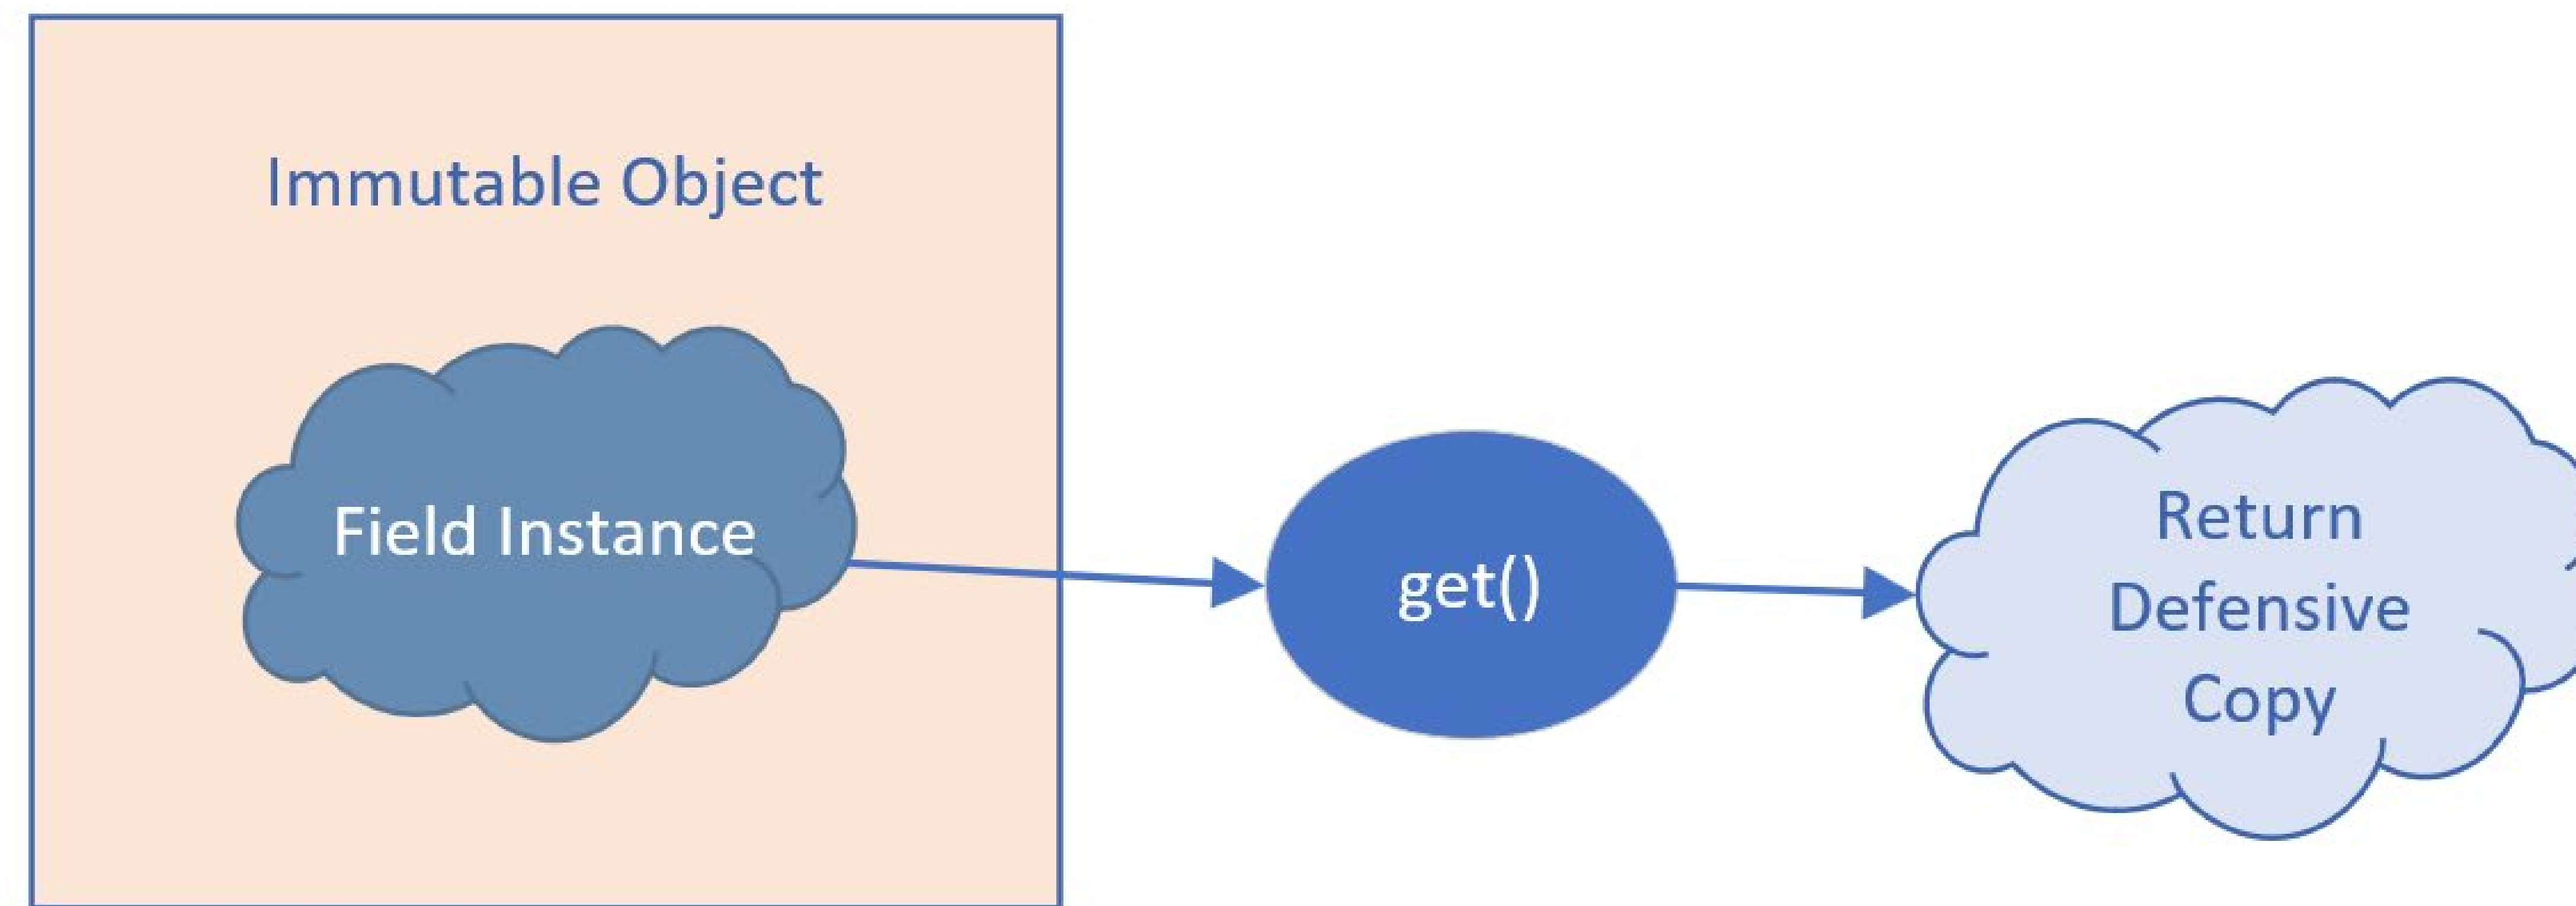 Immutable Object
Field Instance
get()
Return
Defensive
Copy